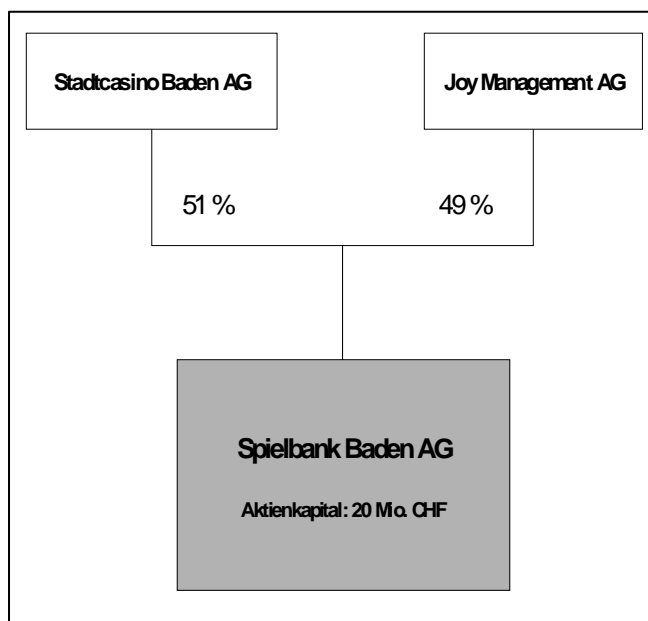 Stadtcasino Baden AG
Joy Management AG
51 %
49 %
Spielbank Baden AG
Aktienkapital: 20 Mio. CHF